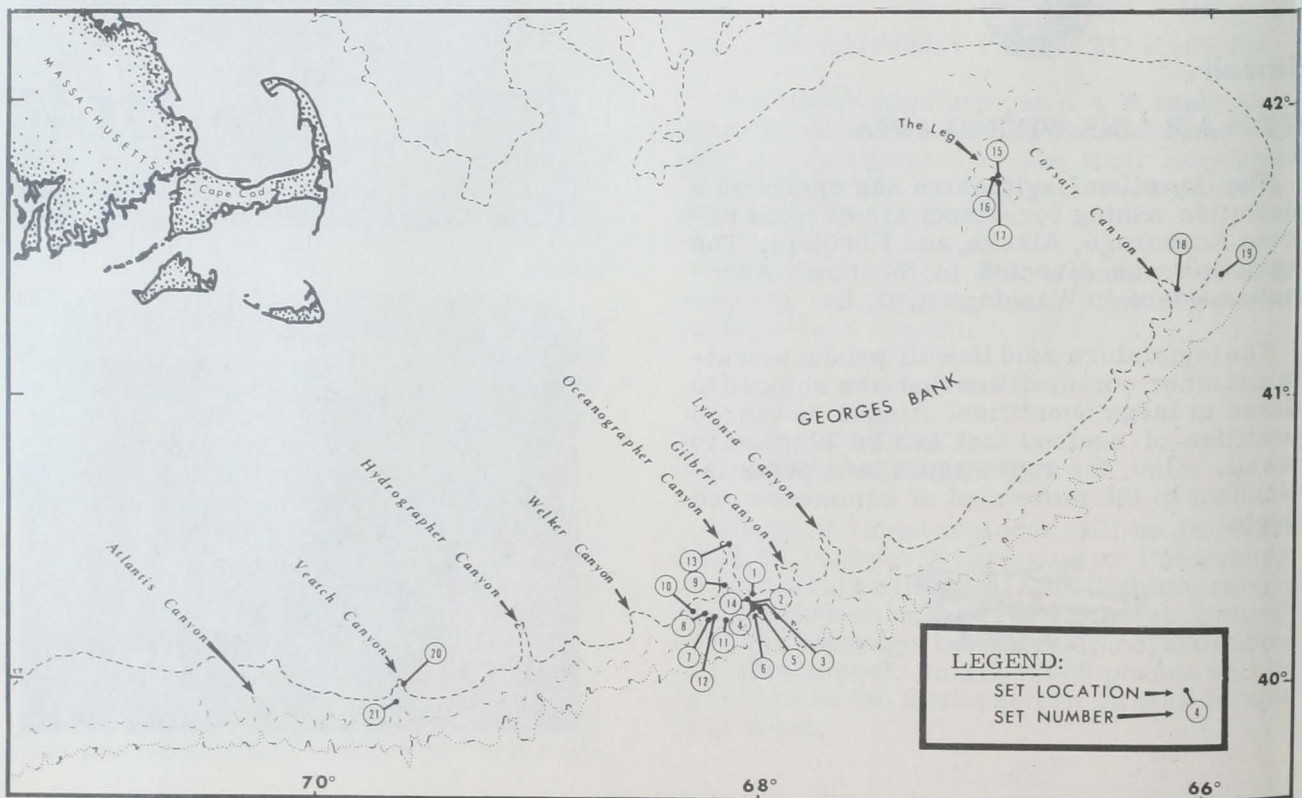 MASSACHUSETTS
Cape Cod
42°
The Leg
15
16
17
Corsair Canyon
18
19
41°
GEORGES BANK
Lydonia Canyon
Gilbert Canyon
Oceanographer Canyon
Welker Canyon
Hydrographer Canyon
Veatch Canyon
Atlantis Canyon
13
9
1
10
14
2
8
4
7
11
6
5
3
12
20
21
40°
LEGEND:
SET LOCATION
SET NUMBER
4
70°
68°
66°